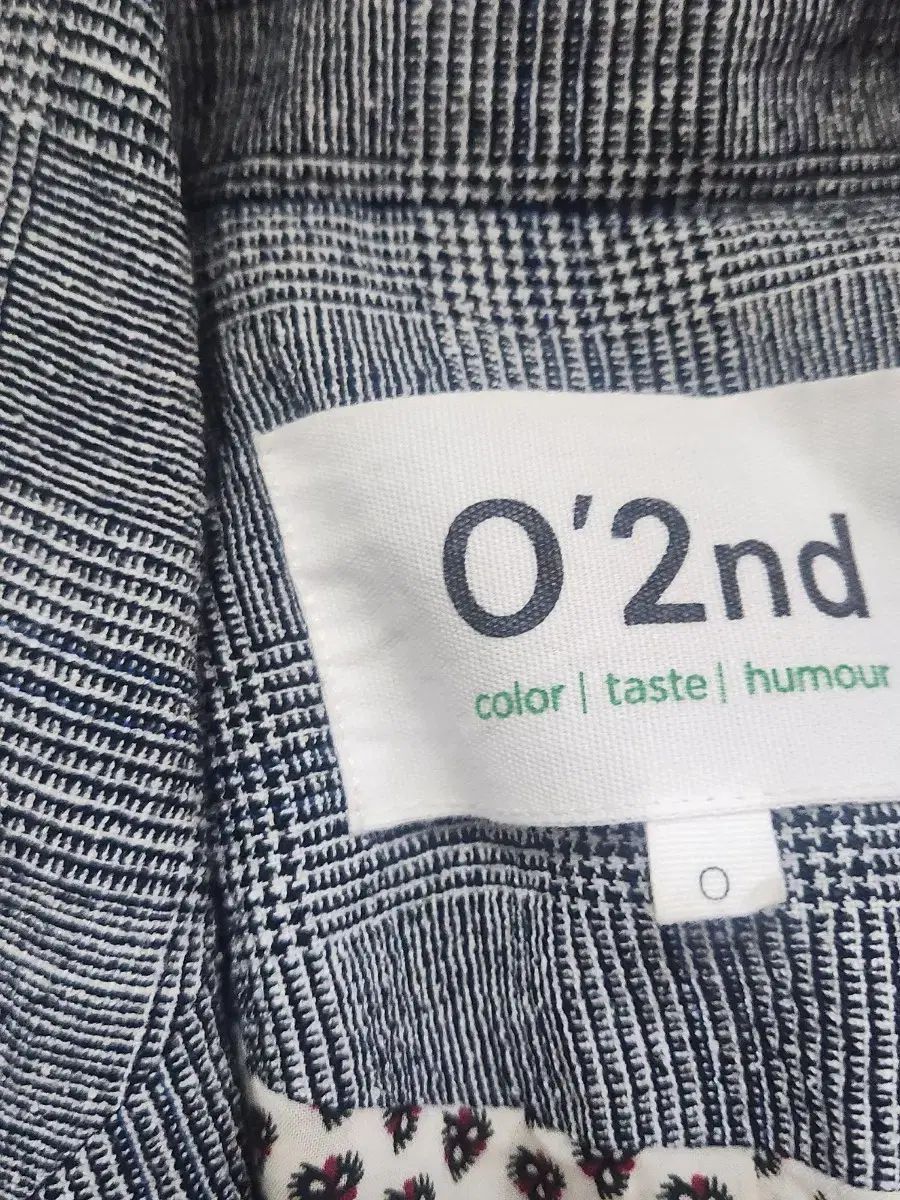 O'2nd
color | taste | humour
0